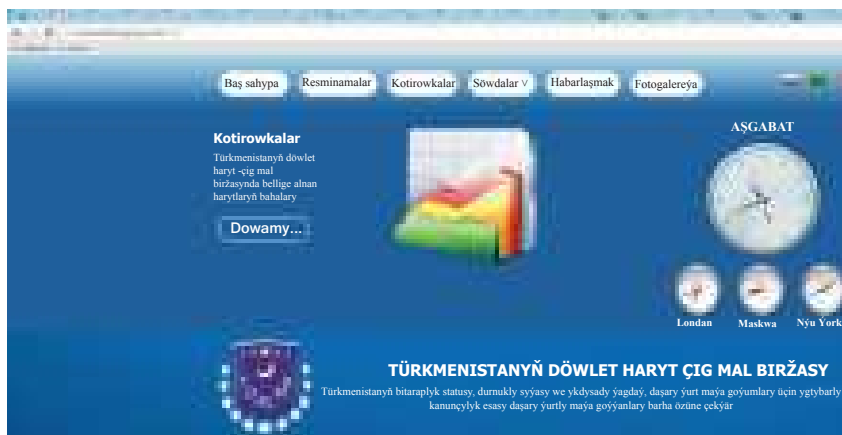 Baş sahypa Resminamalar Kotirowkalar Söwdalar ˅ Habarlaşmak Fotogalereýa
AŞGABAT
Kotirowkalar
Türkmenistanyň döwlet
haryt -çig mal
biržasynda bellige alnan
harytlaryň bahalary
Dowamy...
Londan Maskwa Nýu Ýork
TÜRKMENISTANYŇ DÖWLET HARYT ÇIG MAL BIRŽASY
Türkmenistanyň bitaraplyk statusy, durnukly syýasy we ykdysady ýagdaý, daşary ýurt maýa goýumlary üçin ygtybarly
kanunçylyk esasy daşary ýurtly maýa goýýanlary barha özüne çekýär